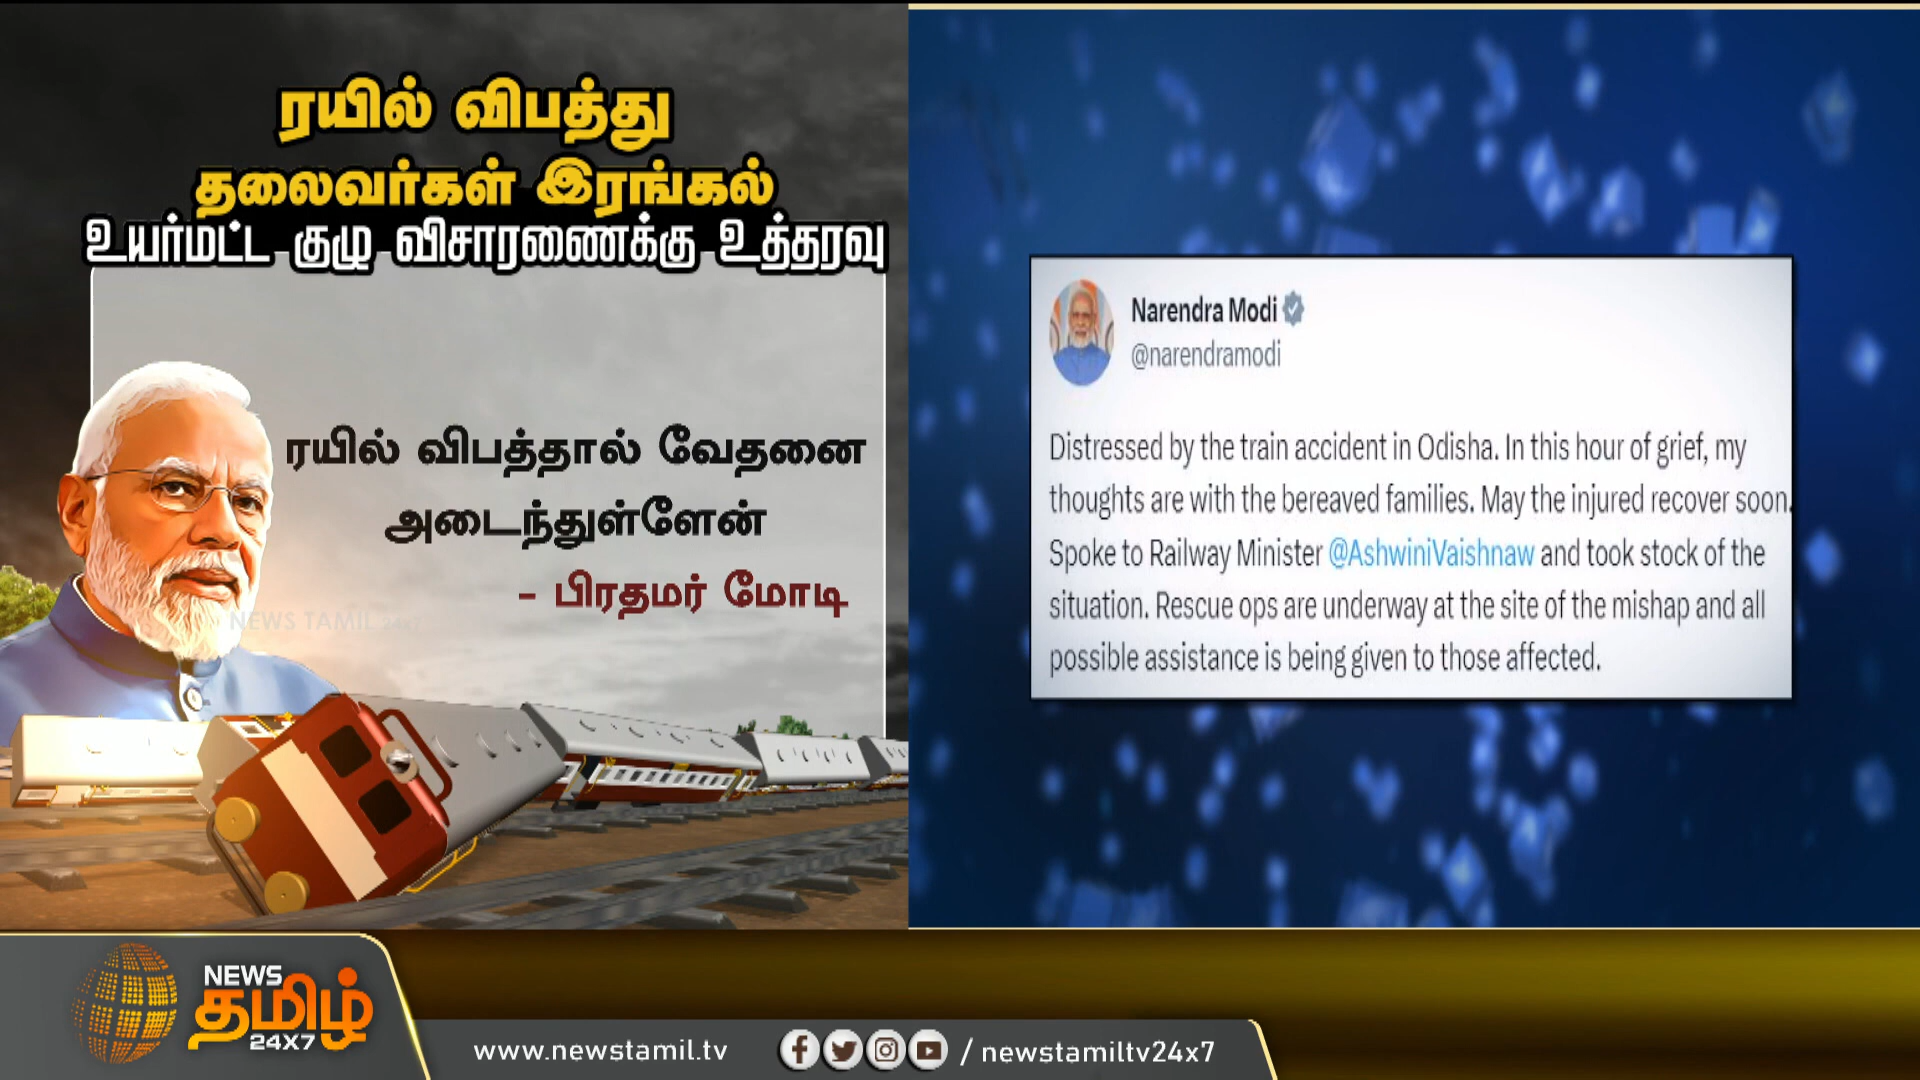 ரயில் விபத்து
தலைவர்கள் இரங்கல்
உயர்மட்ட குழு விசாரணைக்கு உத்தரவு
ரயில் விபத்தால் வேதனை
அடைந்துள்ளேன்
- பிரதமர் மோடி
NEWS TAMIL 24x7
Narendra Modi
@narendramodi
Distressed by the train accident in Odisha. In this hour of grief, my
thoughts are with the bereaved families. May the injured recover soon.
Spoke to Railway Minister @AshwiniVaishnaw and took stock of the
situation. Rescue ops are underway at the site of the mishap and all
possible assistance is being given to those affected.
NEWS
தமிழ்
24X7
www.newstamil.tv
/ newstamiltv24x7